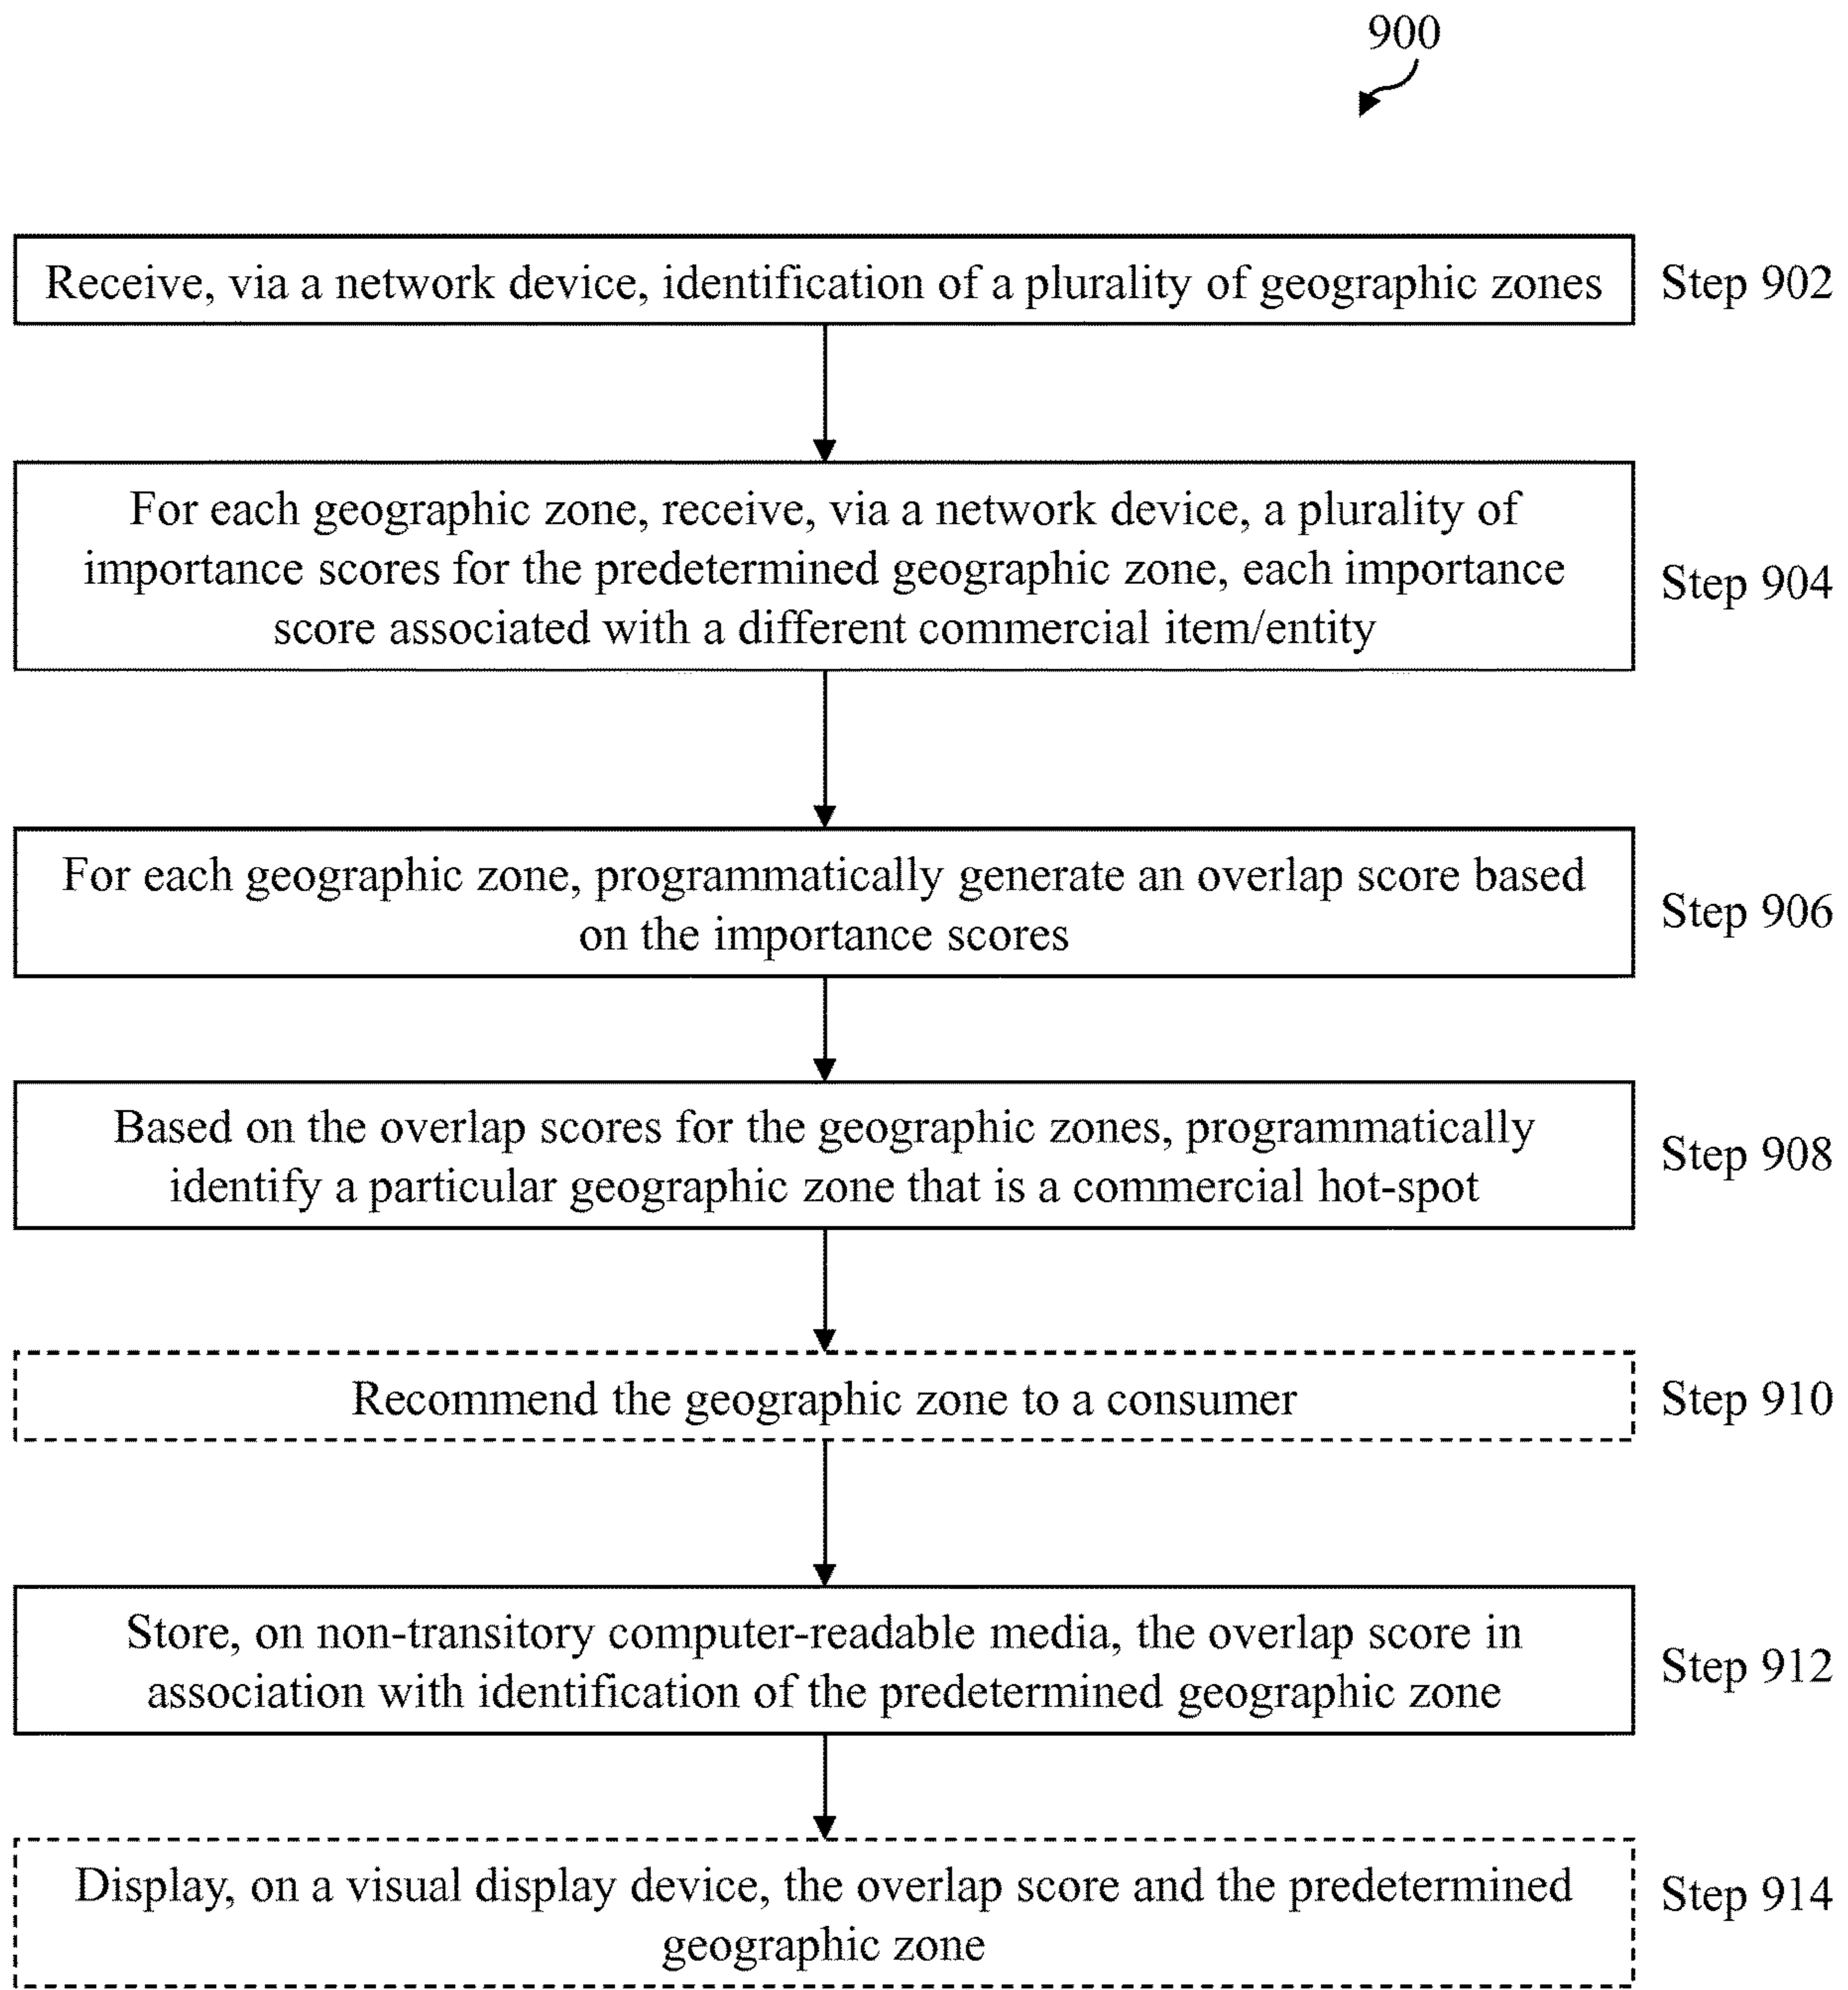 900
Receive, via a network device, identification of a plurality of geographic zones
Step 902
For each geographic zone, receive, via a network device, a plurality of
importance scores for the predetermined geographic zone, each importance
score associated with a different commercial item/entity
Step 904
For each geographic zone, programmatically generate an overlap score based
on the importance scores
Step 906
Based on the overlap scores for the geographic zones, programmatically
identify a particular geographic zone that is a commercial hot-spot
Step 908
Recommend the geographic zone to a consumer
Step 910
Store, on non-transitory computer-readable media, the overlap score in
association with identification of the predetermined geographic zone
Step 912
Display, on a visual display device, the overlap score and the predetermined
geographic zone
Step 914